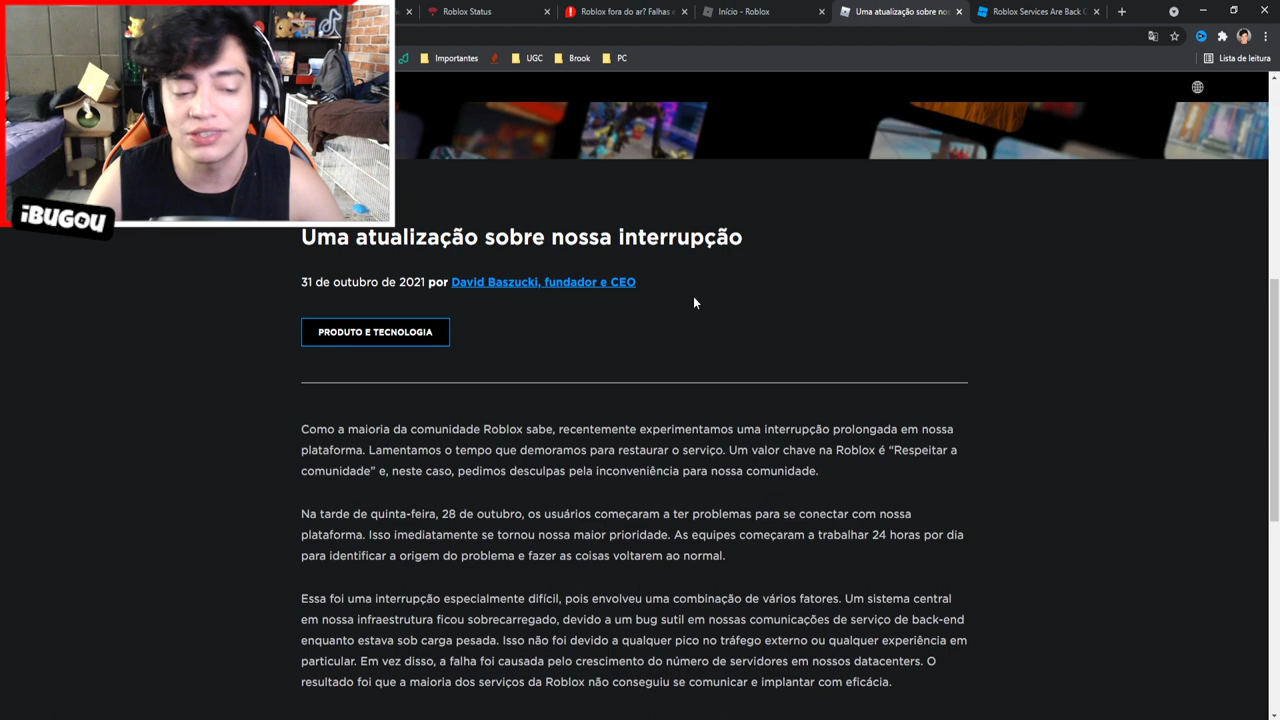 Roblox Status
Roblox fora do ar? Falhas e
Início - Roblox
Uma atualização sobre nos
Roblox Services Are Back O
Importantes
UGC
Brook
PC
Lista de leitura
iBUGOU
Uma atualização sobre nossa interrupção
31 de outubro de 2021 por David Baszucki, fundador e CEO
PRODUTO E TECNOLOGIA
Como a maioria da comunidade Roblox sabe, recentemente experimentamos uma interrupção prolongada em nossa
plataforma. Lamentamos o tempo que demoramos para restaurar o serviço. Um valor chave na Roblox é “Respeitar a
comunidade” e, neste caso, pedimos desculpas pela inconveniência para nossa comunidade.
Na tarde de quinta-feira, 28 de outubro, os usuários começaram a ter problemas para se conectar com nossa
plataforma. Isso imediatamente se tornou nossa maior prioridade. As equipes começaram a trabalhar 24 horas por dia
para identificar a origem do problema e fazer as coisas voltarem ao normal.
Essa foi uma interrupção especialmente difícil, pois envolveu uma combinação de vários fatores. Um sistema central
em nossa infraestrutura ficou sobrecarregado, devido a um bug sutil em nossas comunicações de serviço de back-end
enquanto estava sob carga pesada. Isso não foi devido a qualquer pico no tráfego externo ou qualquer experiência em
particular. Em vez disso, a falha foi causada pelo crescimento do número de servidores em nossos datacenters. O
resultado foi que a maioria dos serviços da Roblox não conseguiu se comunicar e implantar com eficácia.